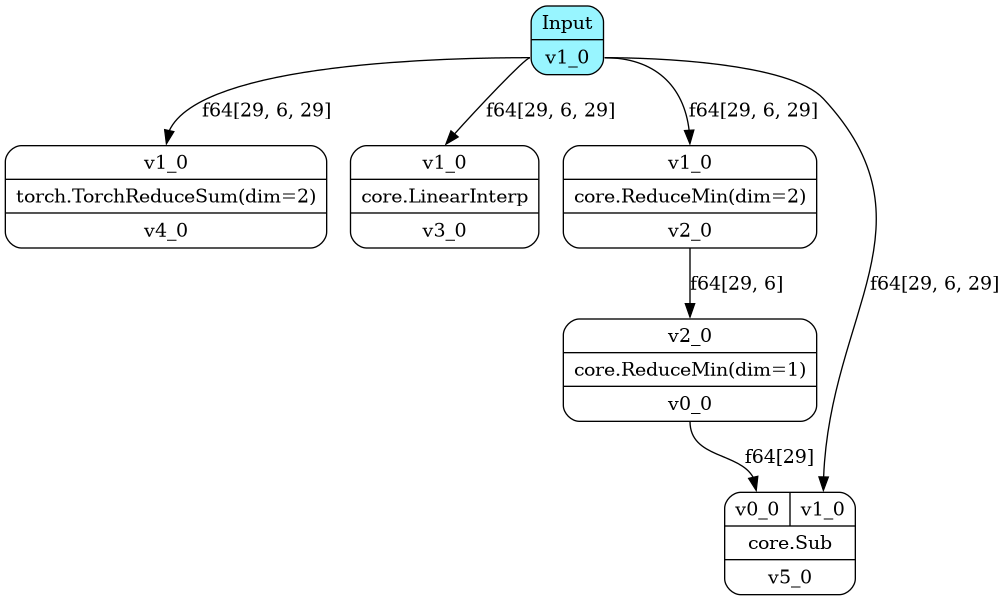 Input
v1_0
f64[29, 6, 29]
f64[29, 6, 29]
f64[29, 6, 29]
v1_0
torch.TorchReduceSum(dim=2)
v4_0
v1_0
core.LinearInterp
v3_0
v1_0
core.ReduceMin(dim=2)
v2_0
f64[29, 6]
f64[29, 6, 29]
v2_0
core.ReduceMin(dim=1)
v0_0
f64[29]
v0_0
v1_0
core.Sub
v5_0